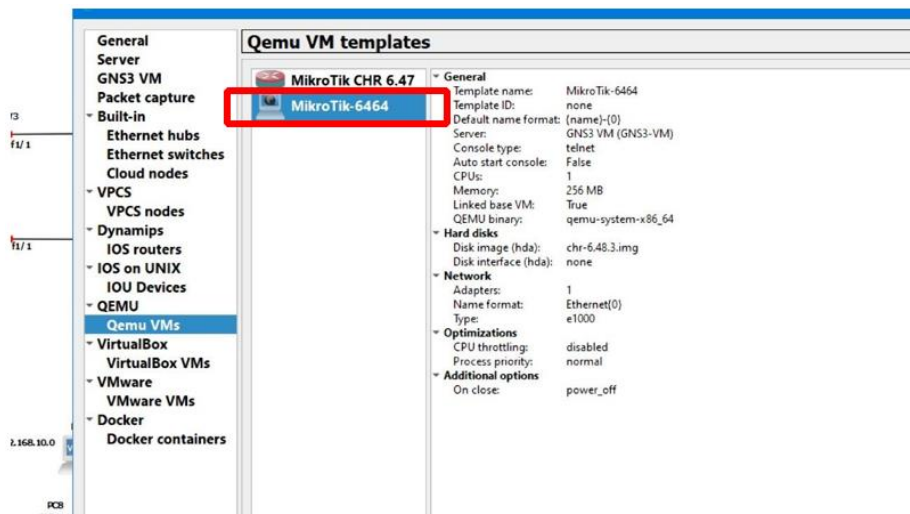 General
Server
GNS3 VM
Packet capture
Built-in
Ethernet hubs
Ethernet switches
Cloud nodes
VPCS
VPCS nodes
Dynamips
IOS routers
IOS on UNIX
IOU Devices
QEMU
Qemu VMs
VirtualBox
VirtualBox VMs
VMware
VMware VMs
Docker
Docker containers
Qemu VM templates
MikroTik CHR 6.47
MikroTik-6464
General
Template name: MikroTik-6464
Template ID: none
Default name format: {name}-{0}
Server: GNS3 VM (GNS3-VM)
Console type: telnet
Auto start console: False
CPUs: 1
Memory: 256 MB
Linked base VM: True
QEMU binary: qemu-system-x86_64
Hard disks
Disk image (hda): chr-6.48.3.img
Disk interface (hda): none
Network
Adapters: 1
Name format: Ethernet{0}
Type: e1000
Optimizations
CPU throttling: disabled
Process priority: normal
Additional options
On close: power_off
f1/1
f1/1
2.168.10.0
PC8